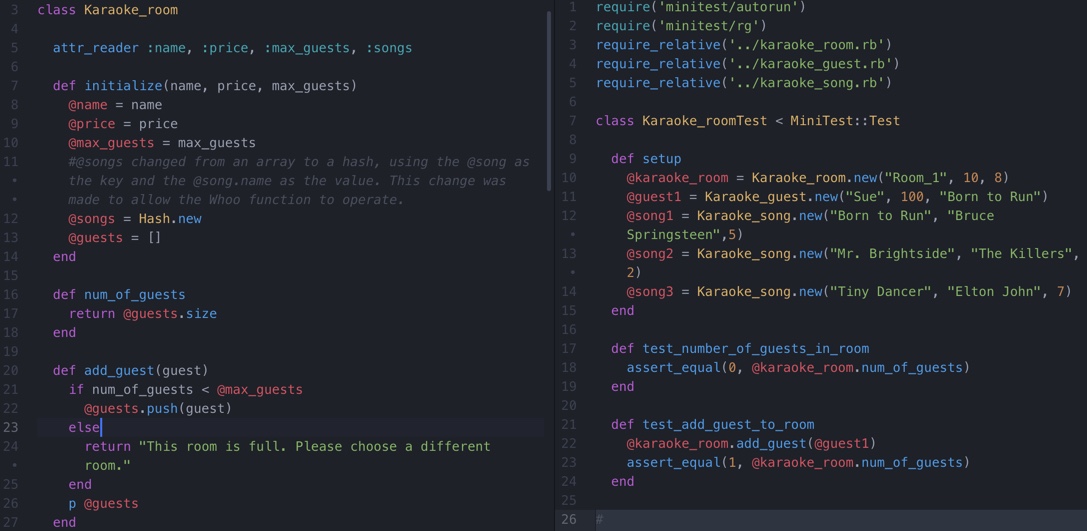 3 class Karaoke_room
4
5 attr_reader :name, :price, :max_guests, :songs
6
7 def initialize(name, price, max_guests)
8 @name = name
9 @price = price
10 @max_guests = max_guests
11 #@songs changed from an array to a hash, using the @song as
• the key and the @song.name as the value. This change was
• made to allow the Whoo function to operate.
12 @songs = Hash.new
13 @guests = []
14 end
15
16 def num_of_guests
17 return @guests.size
18 end
19
20 def add_guest(guest)
21 if num_of_guests < @max_guests
22 @guests.push(guest)
23 else
24 return "This room is full. Please choose a different
• room."
25 end
26 p @guests
27 end
1 require('minitest/autorun')
2 require('minitest/rg')
3 require_relative('../karaoke_room.rb')
4 require_relative('../karaoke_guest.rb')
5 require_relative('../karaoke_song.rb')
6
7 class Karaoke_roomTest < MiniTest::Test
8
9 def setup
10 @karaoke_room = Karaoke_room.new("Room_1", 10, 8)
11 @guest1 = Karaoke_guest.new("Sue", 100, "Born to Run")
12 @song1 = Karaoke_song.new("Born to Run", "Bruce
• Springsteen",5)
13 @song2 = Karaoke_song.new("Mr. Brightside", "The Killers",
• 2)
14 @song3 = Karaoke_song.new("Tiny Dancer", "Elton John", 7)
15 end
16
17 def test_number_of_guests_in_room
18 assert_equal(0, @karaoke_room.num_of_guests)
19 end
20
21 def test_add_guest_to_room
22 @karaoke_room.add_guest(@guest1)
23 assert_equal(1, @karaoke_room.num_of_guests)
24 end
25
26 #